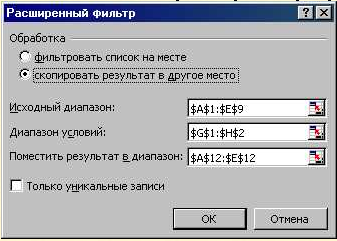 Расширенный фильтр
Обработка
фильтровать список на месте
скопировать результат в другое место
Исходный диапазон: $A$1:$E$9
Диапазон условий: $G$1:$H$2
Поместить результат в диапазон: $A$12:$E$12
Только уникальные записи
ОК Отмена